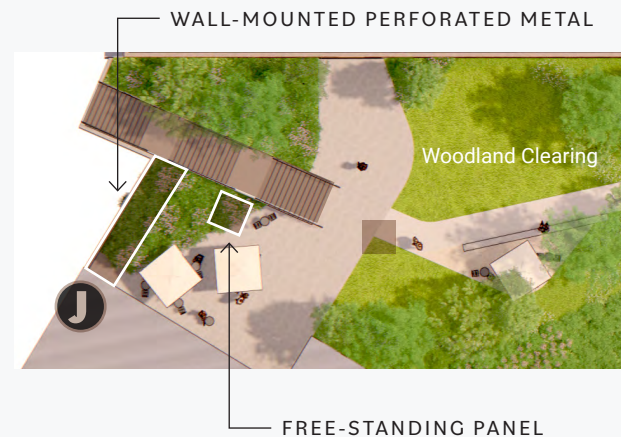 WALL-MOUNTED PERFORATED METAL
Woodland Clearing
J
FREE-STANDING PANEL